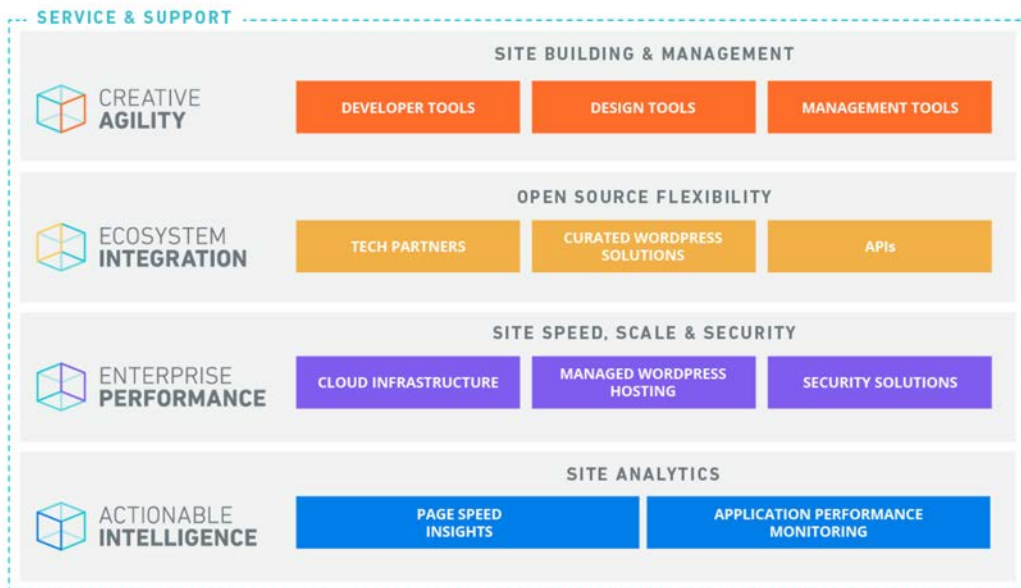 SERVICE & SUPPORT
SITE BUILDING & MANAGEMENT
CREATIVE
AGILITY
DEVELOPER TOOLS
DESIGN TOOLS
MANAGEMENT TOOLS
OPEN SOURCE FLEXIBILITY
ECOSYSTEM
INTEGRATION
TECH PARTNERS
CURATED WORDPRESS
SOLUTIONS
APIs
SITE SPEED, SCALE & SECURITY
ENTERPRISE
PERFORMANCE
CLOUD INFRASTRUCTURE
MANAGED WORDPRESS
HOSTING
SECURITY SOLUTIONS
SITE ANALYTICS
ACTIONABLE
INTELLIGENCE
PAGE SPEED
INSIGHTS
APPLICATION PERFORMANCE
MONITORING